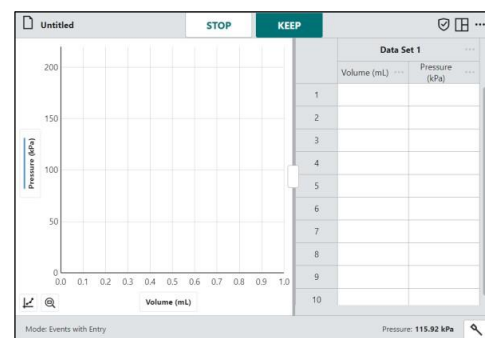 Untitled
STOP
KEEP
Data Set 1
Volume (mL)
Pressure
(kPa)
1
2
3
4
5
6
7
8
9
10
200
150
100
50
0
Pressure (kPa)
0.0 0.1 0.2 0.3 0.4 0.5 0.6 0.7 0.8 0.9 1.0
Volume (mL)
Mode: Events with Entry
Pressure: 115.92 kPa